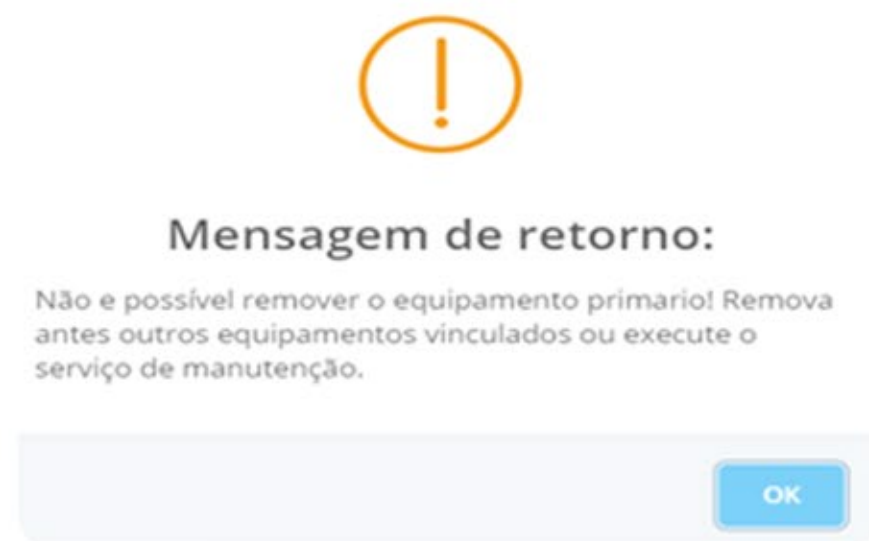 Mensagem de retorno:
Não e possível remover o equipamento primario! Remova
antes outros equipamentos vinculados ou execute o
serviço de manutenção.
OK